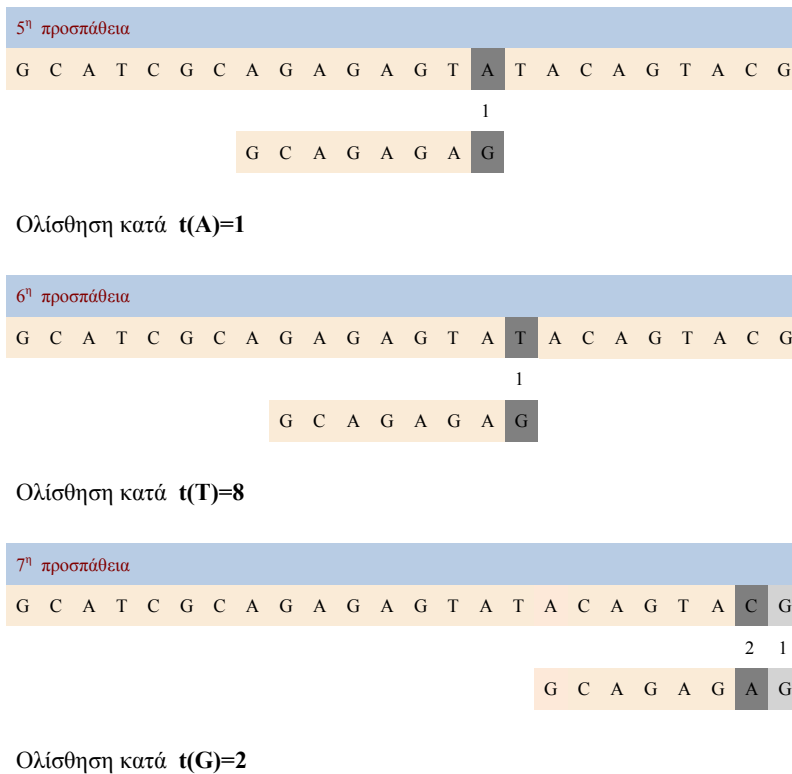 5η προσπάθεια
G C A T C G C A G A G A G T A T A C A G T A C G
1
G C A G A G A G
Ολίσθηση κατά t(A)=1
6η προσπάθεια
G C A T C G C A G A G A G T A T A C A G T A C G
1
G C A G A G A G
Ολίσθηση κατά t(T)=8
7η προσπάθεια
G C A T C G C A G A G A G T A T A C A G T A C G
2 1
G C A G A G A G
Ολίσθηση κατά t(G)=2